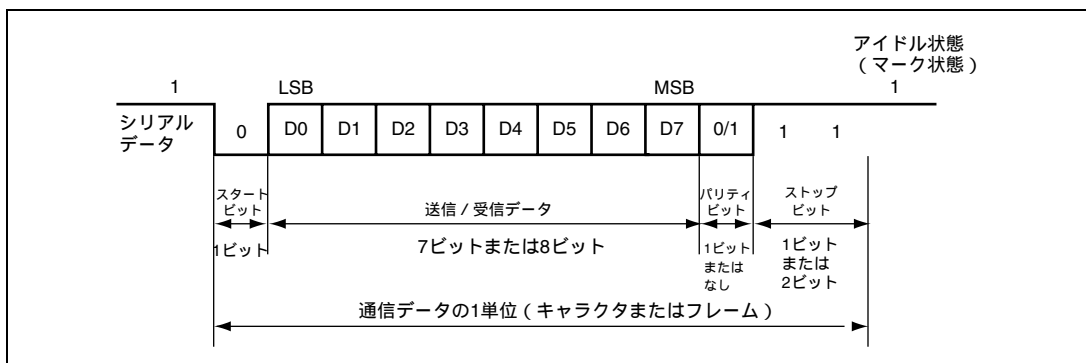 アイドル状態
（マーク状態）
1 LSB MSB 1
シリアル
データ
0 D0 D1 D2 D3 D4 D5 D6 D7 0/1 1 1
スタート
ビット
送信 / 受信データ
パリティ
ビット
ストップ
ビット
1ビット
7ビットまたは8ビット
1ビット
または
なし
1ビット
または
2ビット
通信データの1単位（キャラクタまたはフレーム）